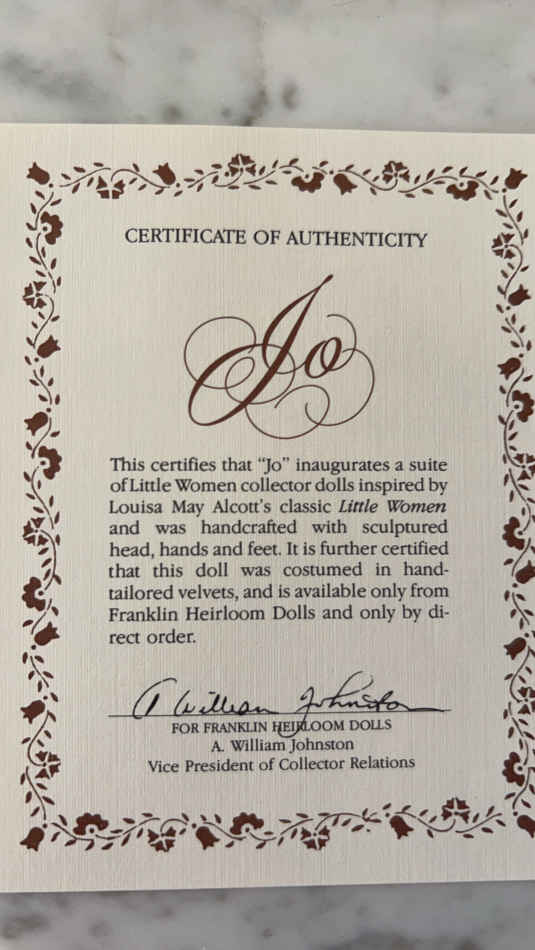 CERTIFICATE OF AUTHENTICITY
Jo
This certifies that “Jo” inaugurates a suite
of Little Women collector dolls inspired by
Louisa May Alcott’s classic Little Women
and was handcrafted with sculptured
head, hands and feet. It is further certified
that this doll was costumed in hand-
tailored velvets, and is available only from
Franklin Heirloom Dolls and only by di-
rect order.
A William Johnston
FOR FRANKLIN HEIRLOOM DOLLS
A. William Johnston
Vice President of Collector Relations